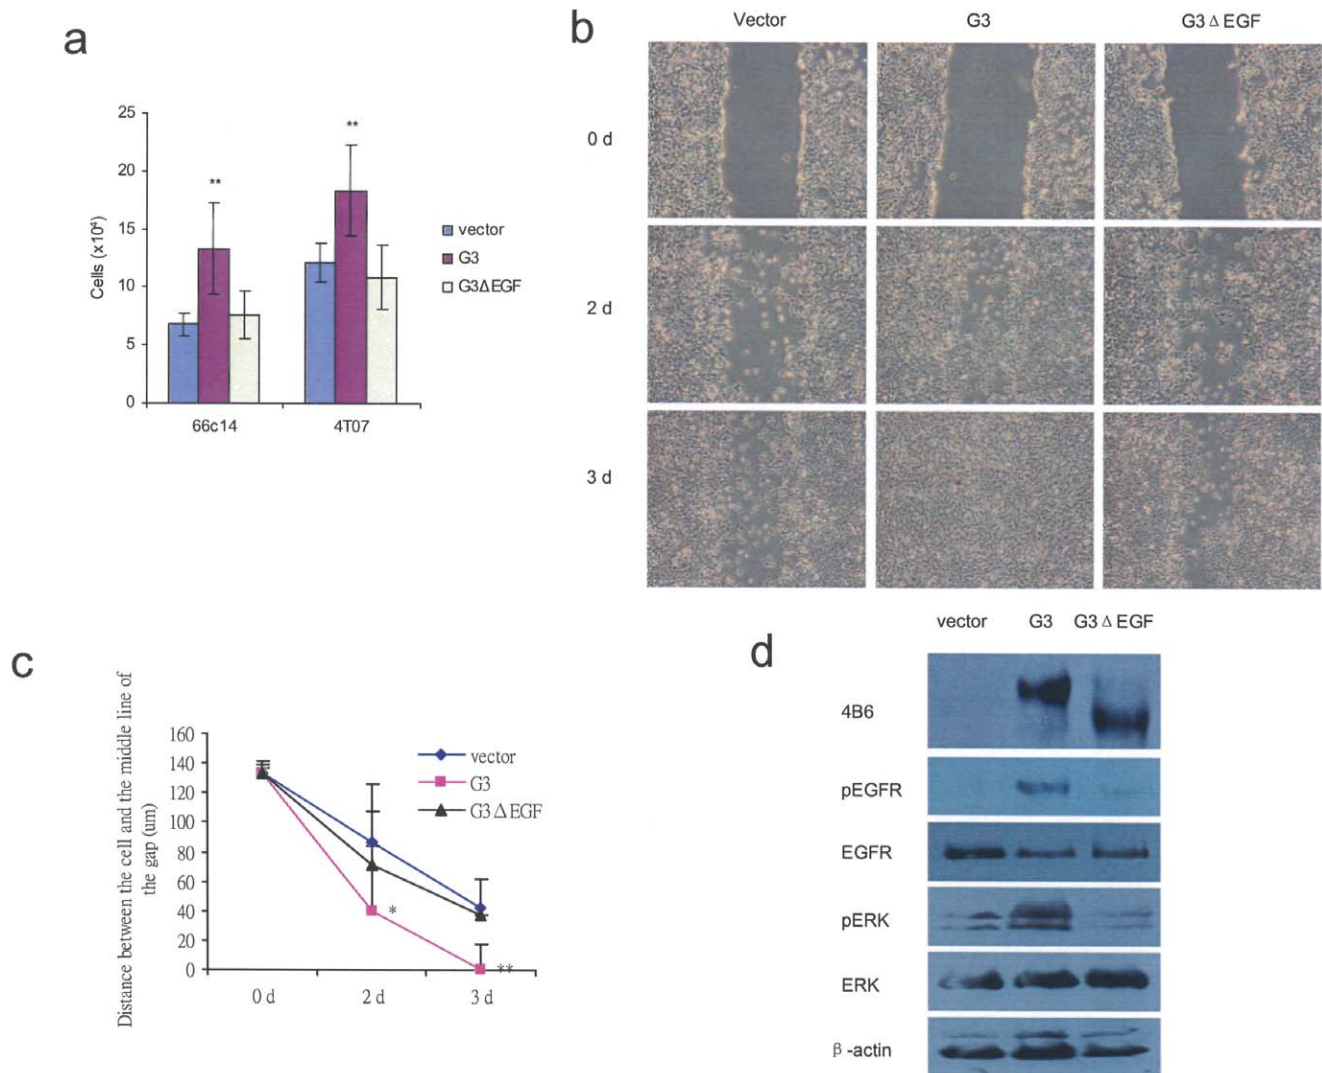 a
25
20
15
10
5
0
Cells (x10⁴)
**
**
66c14
4T07
vector
G3
G3ΔEGF
b
Vector G3 G3 Δ EGF
0 d
2 d
3 d
c
Distance between the cell and the middle line of
the gap (um)
160
140
120
100
80
60
40
20
0
vector
G3
G3 Δ EGF
*
**
0 d 2 d 3 d
d
vector G3 G3 Δ EGF
4B6
pEGFR
EGFR
pERK
ERK
β -actin